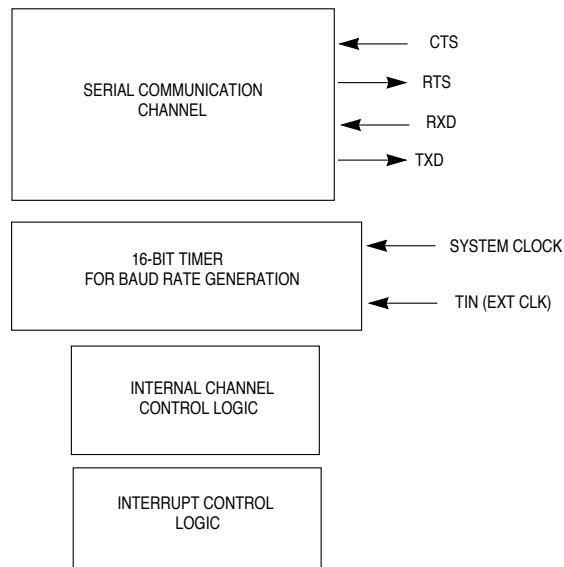 SERIAL COMMUNICATION
CHANNEL
CTS
RTS
RXD
TXD
16-BIT TIMER
FOR BAUD RATE GENERATION
SYSTEM CLOCK
TIN (EXT CLK)
INTERNAL CHANNEL
CONTROL LOGIC
INTERRUPT CONTROL
LOGIC